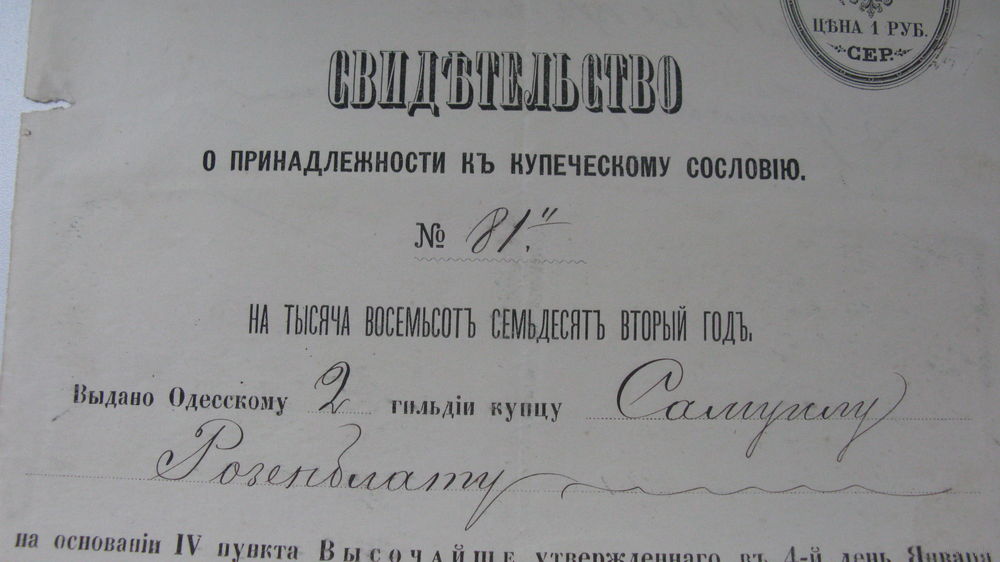 ЦѢНА 1 РУБ.
СЕР.
СВИДѢТЕЛЬСТВО
О ПРИНАДЛЕЖНОСТИ КЪ КУПЕЧЕСКОМУ СОСЛОВІЮ.
№ 81.
НА ТЫСЯЧА ВОСЕМЬСОТЪ СЕМЬДЕСЯТЪ ВТОРЫЙ ГОДЪ.
Выдано Одесскому 2 гильдіи купцу Самуилу
Розенблату
на основаніи IV пункта ВЫСОЧАЙШЕ утвержденнаго въ 4-й день Января